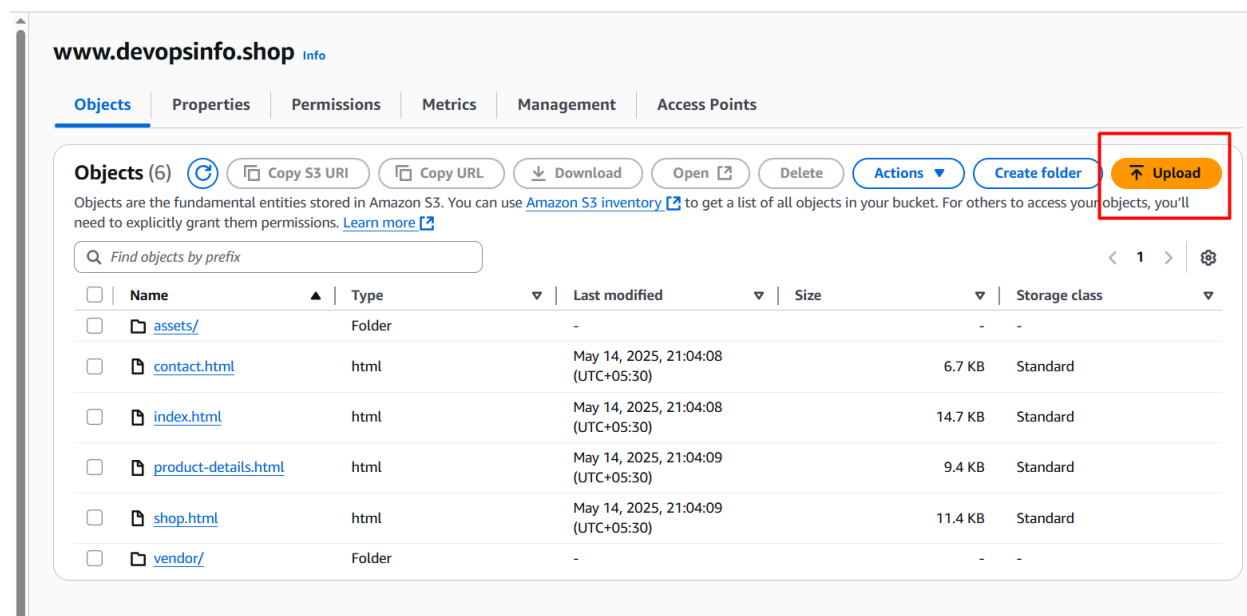 www.devopsinfo.shop Info
Objects Properties Permissions Metrics Management Access Points
Objects (6) Copy S3 URI Copy URL Download Open Delete Actions Create folder Upload
Objects are the fundamental entities stored in Amazon S3. You can use Amazon S3 inventory to get a list of all objects in your bucket. For others to access your objects, you'll
need to explicitly grant them permissions. Learn more
Find objects by prefix 1
Name Type Last modified Size Storage class
assets/ Folder - - -
contact.html html May 14, 2025, 21:04:08 (UTC+05:30) 6.7 KB Standard
index.html html May 14, 2025, 21:04:08 (UTC+05:30) 14.7 KB Standard
product-details.html html May 14, 2025, 21:04:09 (UTC+05:30) 9.4 KB Standard
shop.html html May 14, 2025, 21:04:09 (UTC+05:30) 11.4 KB Standard
vendor/ Folder - - -